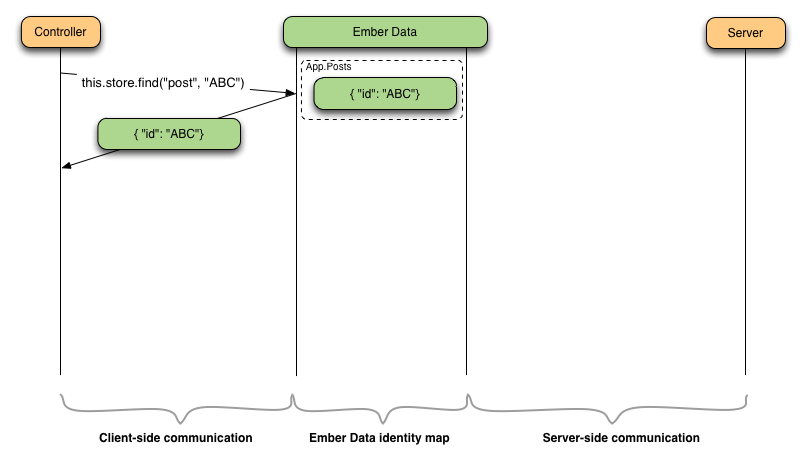 Controller
Ember Data
Server
App.Posts
this.store.find("post", "ABC")
{ "id": "ABC"}
{ "id": "ABC"}
Client-side communication
Ember Data identity map
Server-side communication